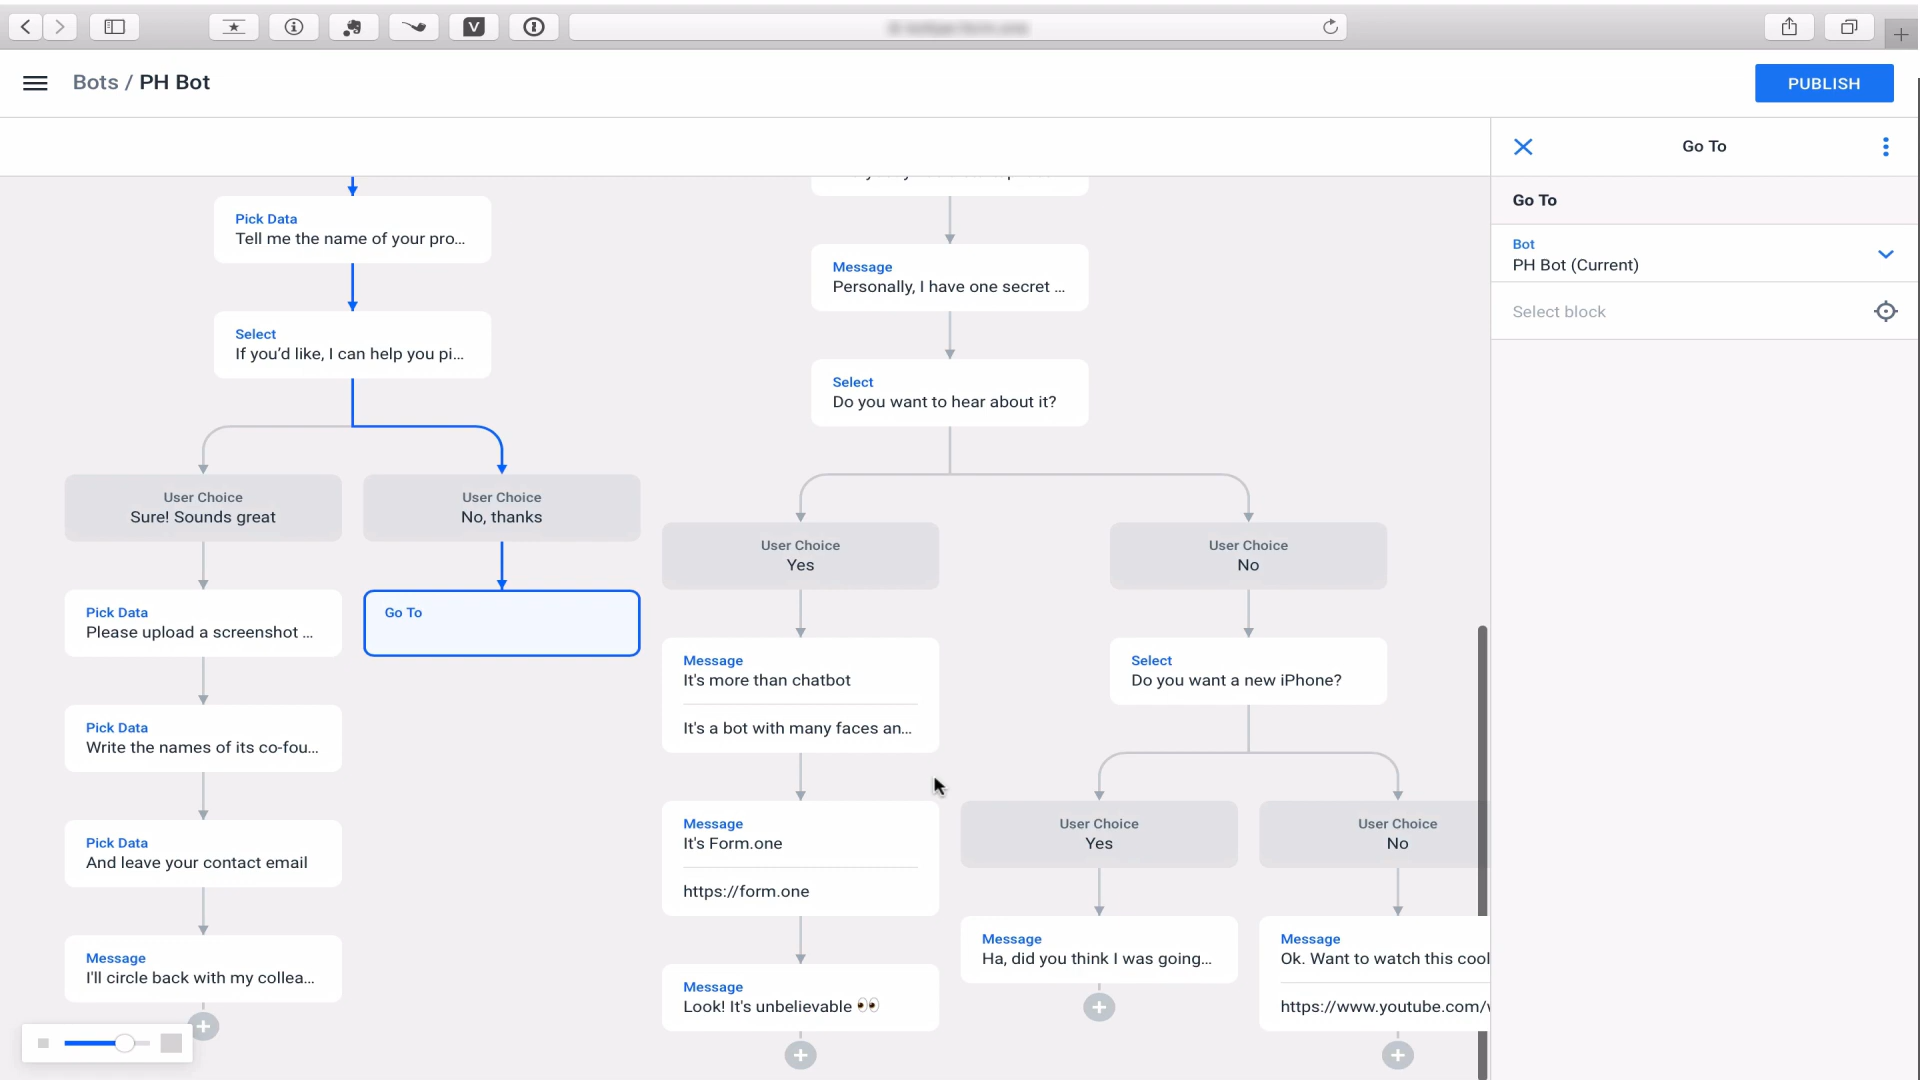 Bots / PH Bot
PUBLISH
Go To
Go To
Bot
PH Bot (Current)
Select block
Pick Data
Tell me the name of your pro...
Select
If you’d like, I can help you pi...
User Choice
Sure! Sounds great
User Choice
No, thanks
Pick Data
Please upload a screenshot ...
Go To
Pick Data
Write the names of its co-fou...
Pick Data
And leave your contact email
Message
I'll circle back with my collea...
Message
Personally, I have one secret ...
Select
Do you want to hear about it?
User Choice
Yes
User Choice
No
Message
It's more than chatbot
It's a bot with many faces an...
Select
Do you want a new iPhone?
Message
It's Form.one
https://form.one
User Choice
Yes
User Choice
No
Message
Look! It's unbelievable 👀
Message
Ha, did you think I was going...
Message
Ok. Want to watch this cool
https://www.youtube.com/